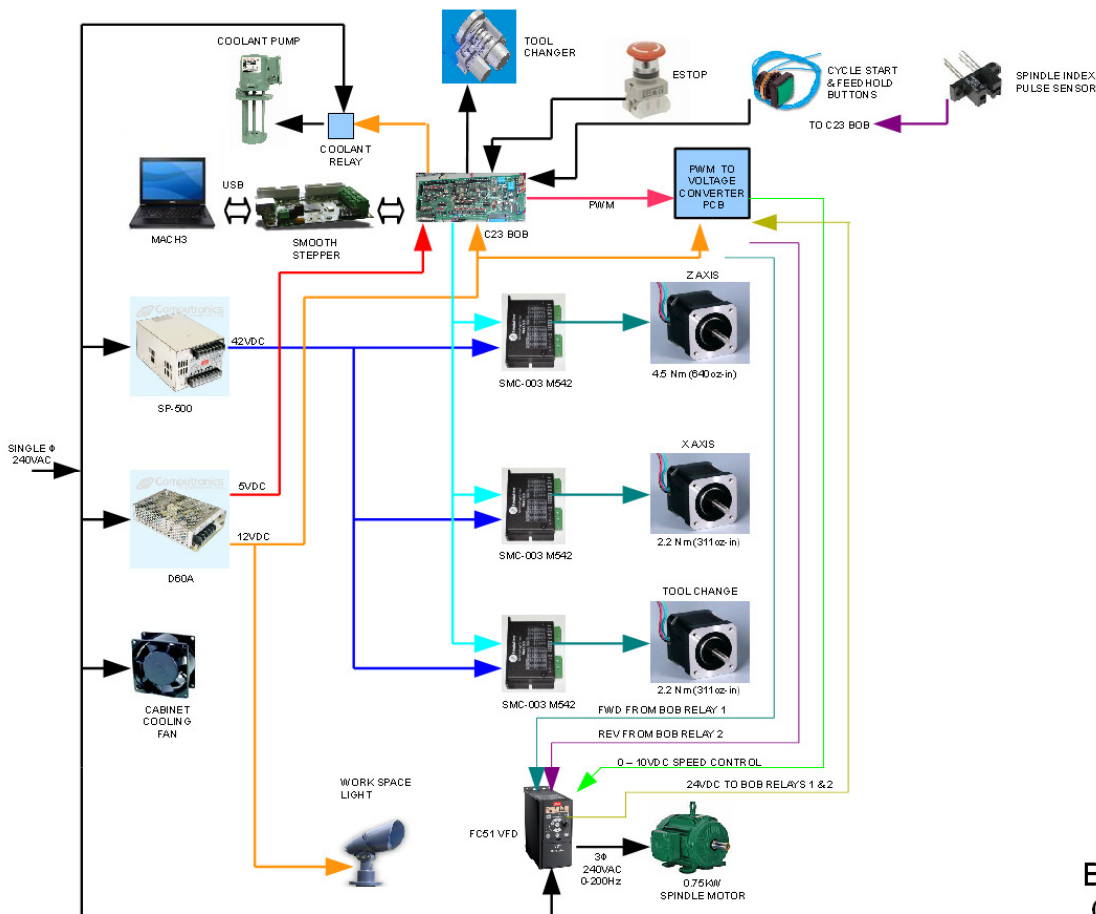 COOLANT PUMP
TOOL
CHANGER
ESTOP
CYCLE START
& FEEDHOLD
BUTTONS
SPINDLE INDEX
PULSE SENSOR
TO C23 BOB
COOLANT
RELAY
USB
MACH3
SMOOTH
STEPPER
C23 BOB
PWM
PWM TO
VOLTAGE
CONVERTER
PCB
Computronics
42VDC
SP-500
SINGLE Φ
240VAC
Computronics
5VDC
12VDC
D60A
CABINET
COOLING
FAN
Z AXIS
SMC-003 M542
4.5 Nm (640oz-in)
X AXIS
SMC-003 M542
2.2 Nm (311oz-in)
TOOL CHANGE
SMC-003 M542
2.2 Nm (311oz-in)
FWD FROM BOB RELAY 1
REV FROM BOB RELAY 2
0 – 10VDC SPEED CONTROL
24VDC TO BOB RELAYS 1 & 2
WORK SPACE
LIGHT
FC51 VFD
3Φ
240VAC
0-200Hz
0.75KW
SPINDLE MOTOR